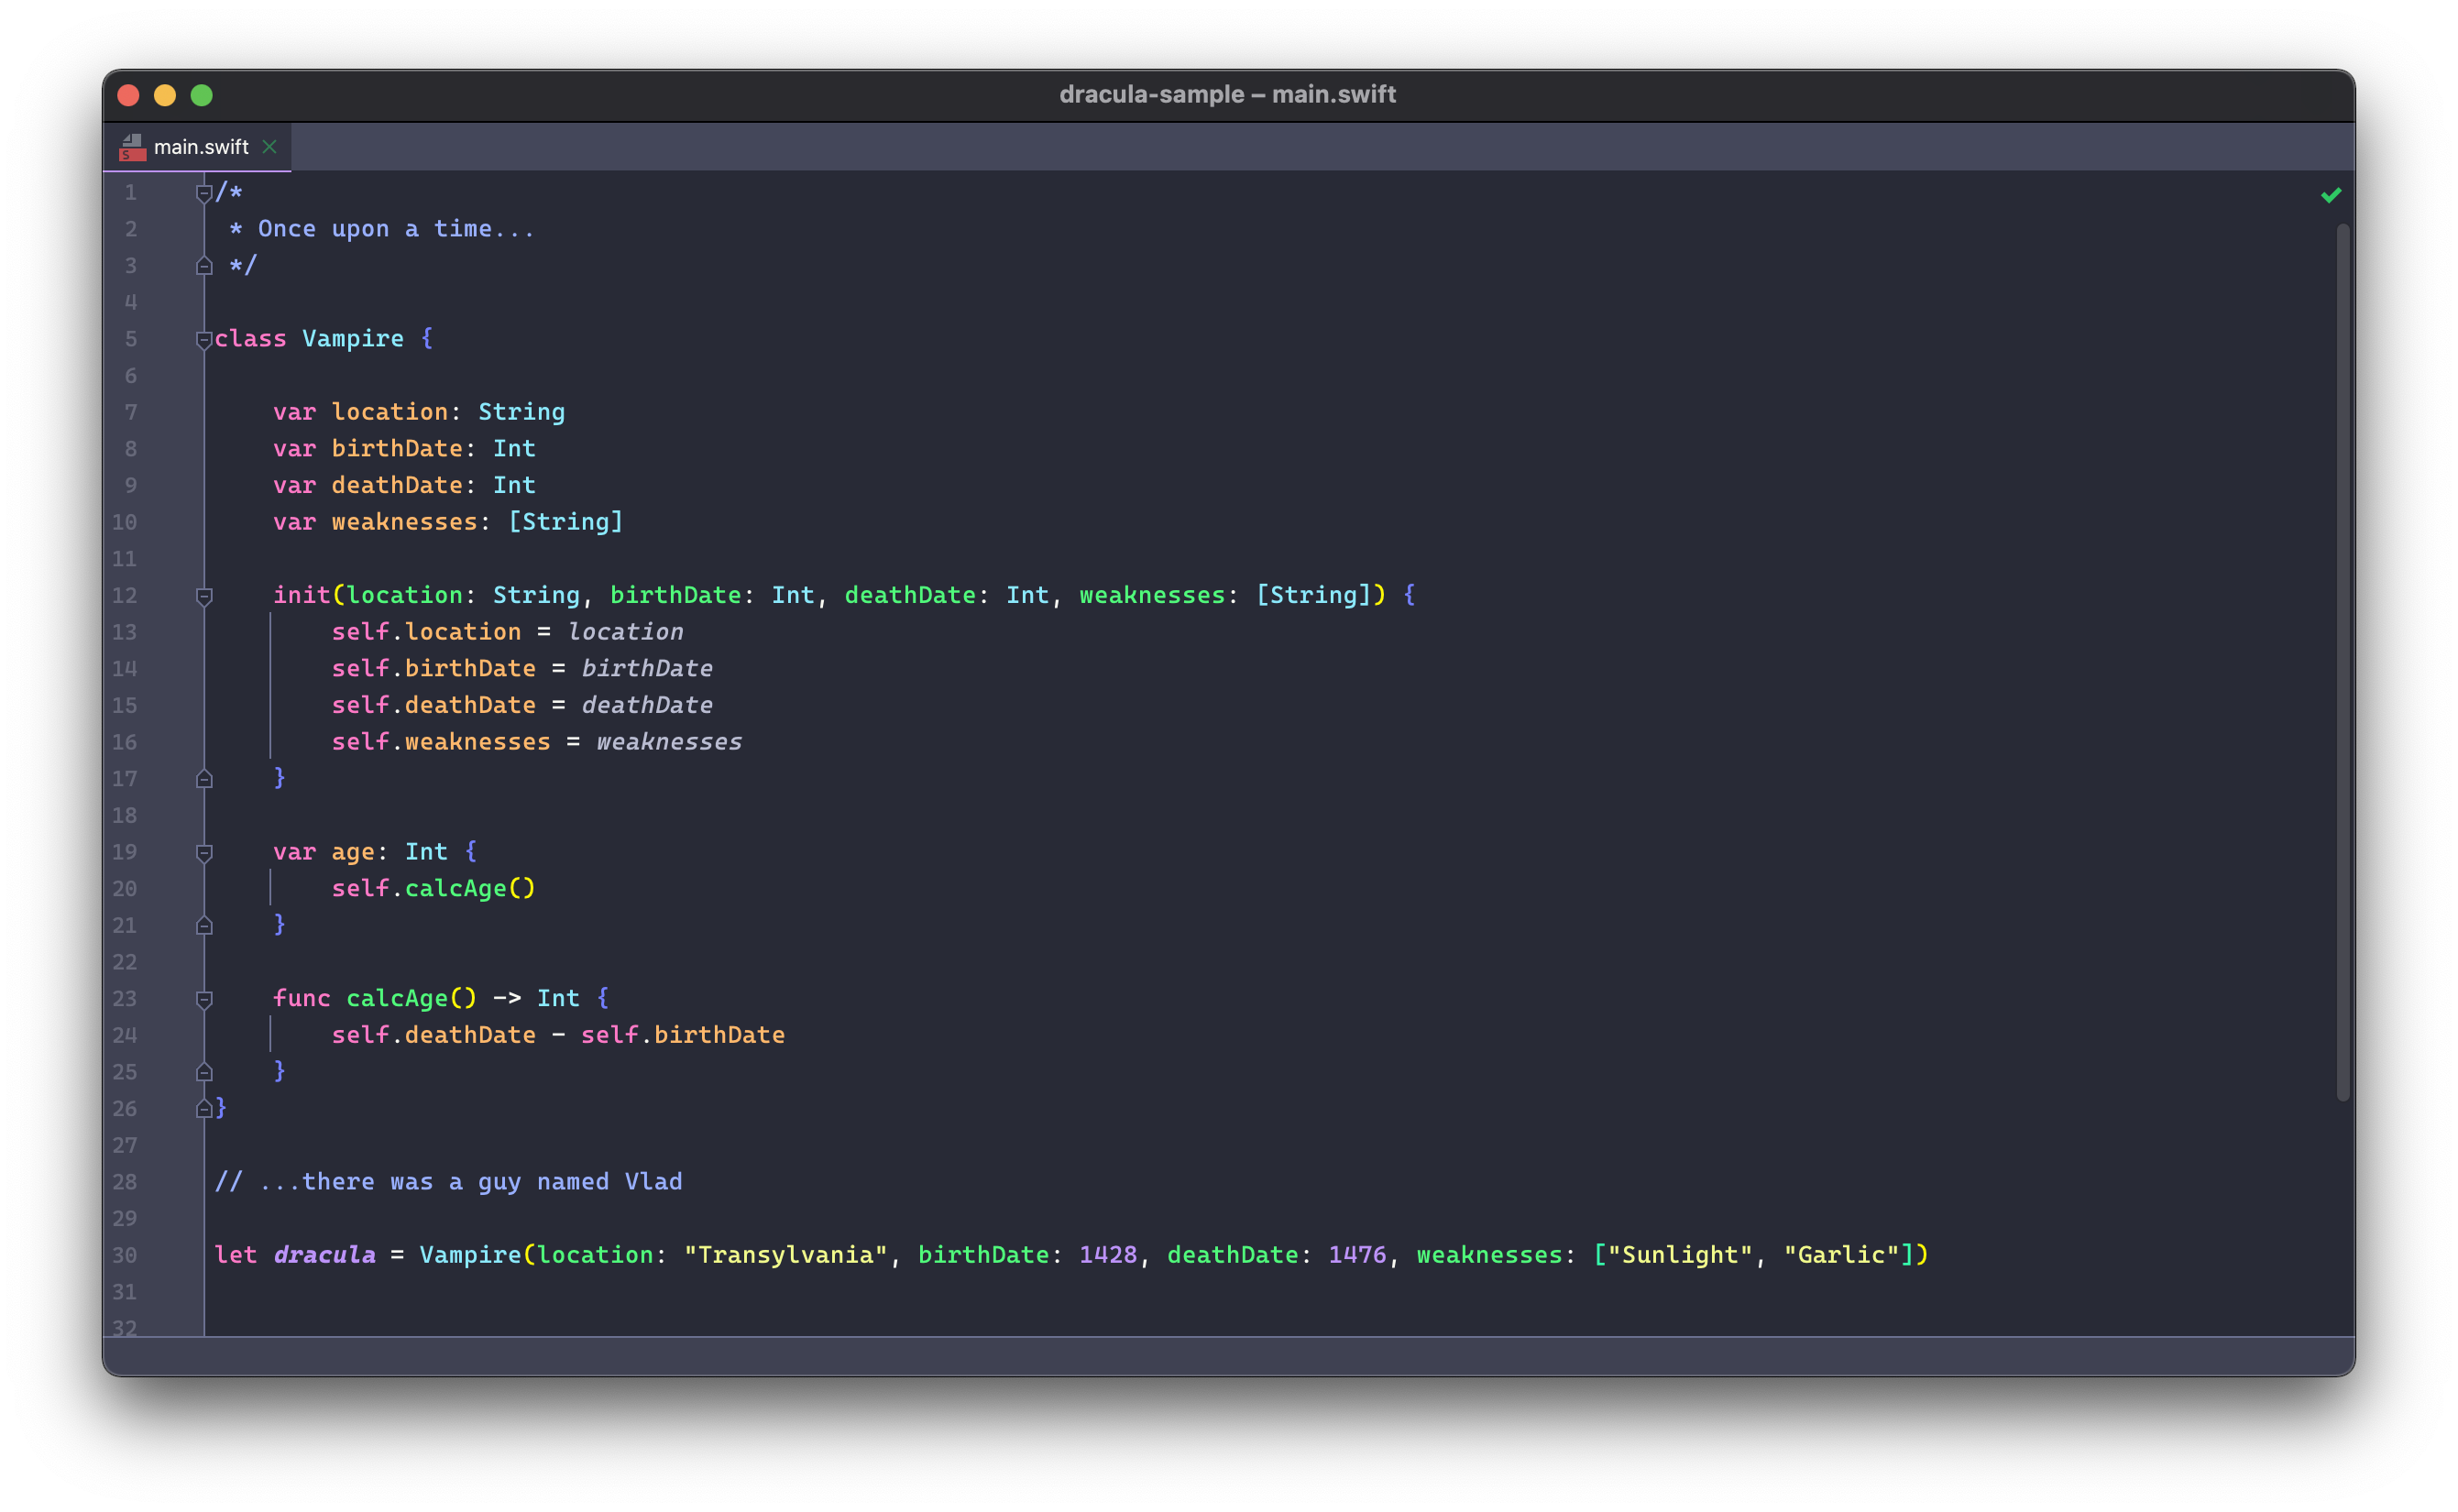 dracula-sample – main.swift
S main.swift
1 /*
2  * Once upon a time...
3  */
4
5 class Vampire {
6
7     var location: String
8     var birthDate: Int
9     var deathDate: Int
10     var weaknesses: [String]
11
12     init(location: String, birthDate: Int, deathDate: Int, weaknesses: [String]) {
13         self.location = location
14         self.birthDate = birthDate
15         self.deathDate = deathDate
16         self.weaknesses = weaknesses
17     }
18
19     var age: Int {
20         self.calcAge()
21     }
22
23     func calcAge() -> Int {
24         self.deathDate - self.birthDate
25     }
26 }
27
28 // ...there was a guy named Vlad
29
30 let dracula = Vampire(location: "Transylvania", birthDate: 1428, deathDate: 1476, weaknesses: ["Sunlight", "Garlic"])
31
32